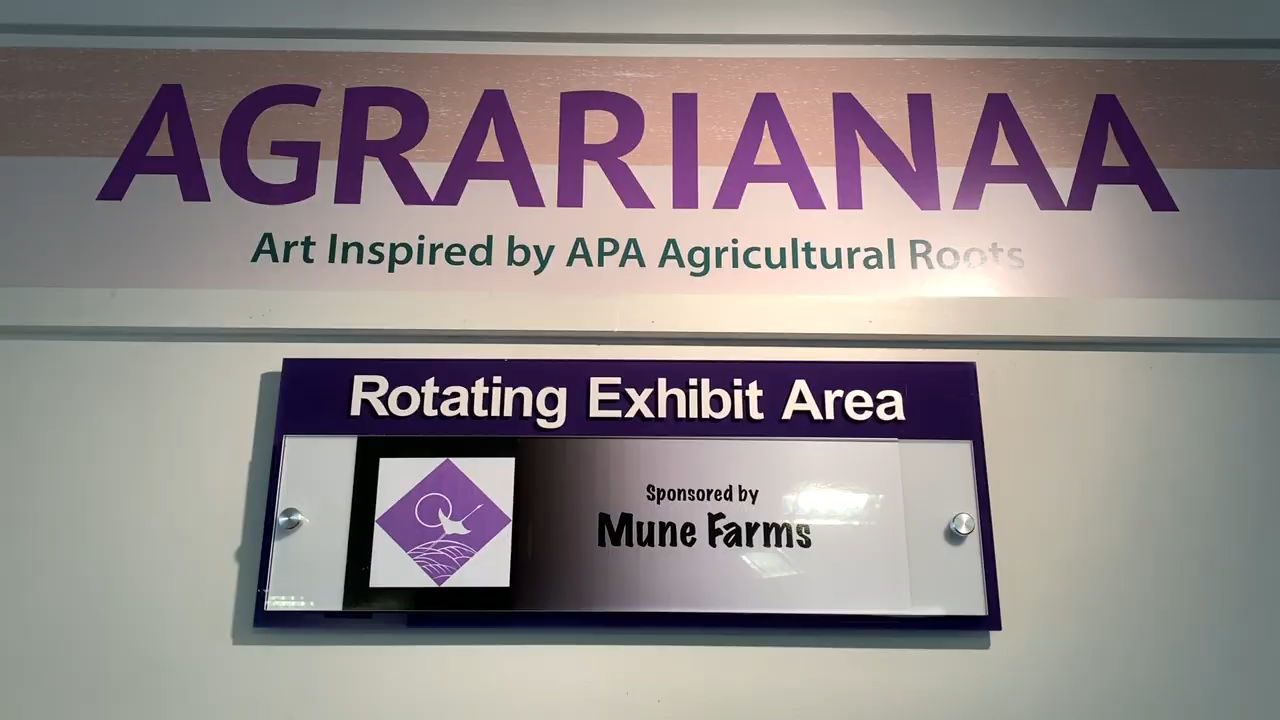 AGRARIANAA
Art Inspired by APA Agricultural Roots
Rotating Exhibit Area
Sponsored by
Mune Farms